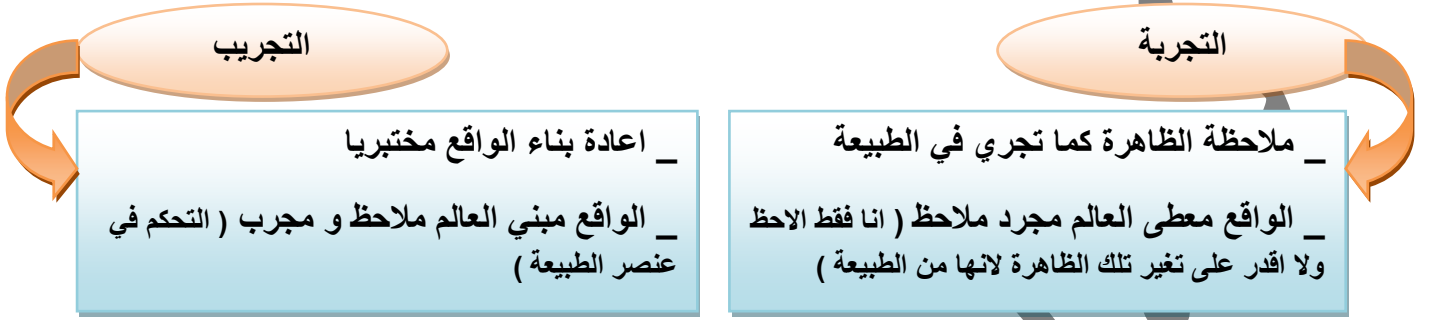 التجربة
_ ملاحظة الظاهرة كما تجري في الطبيعة
_ الواقع معطى العالم مجرد ملاحظ ( انا فقط الاحظ
ولا اقدر على تغير تلك الظاهرة لانها من الطبيعة )
التجريب
_ اعادة بناء الواقع مختبريا
_ الواقع مبني العالم ملاحظ و مجرب ( التحكم في
عنصر الطبيعة )